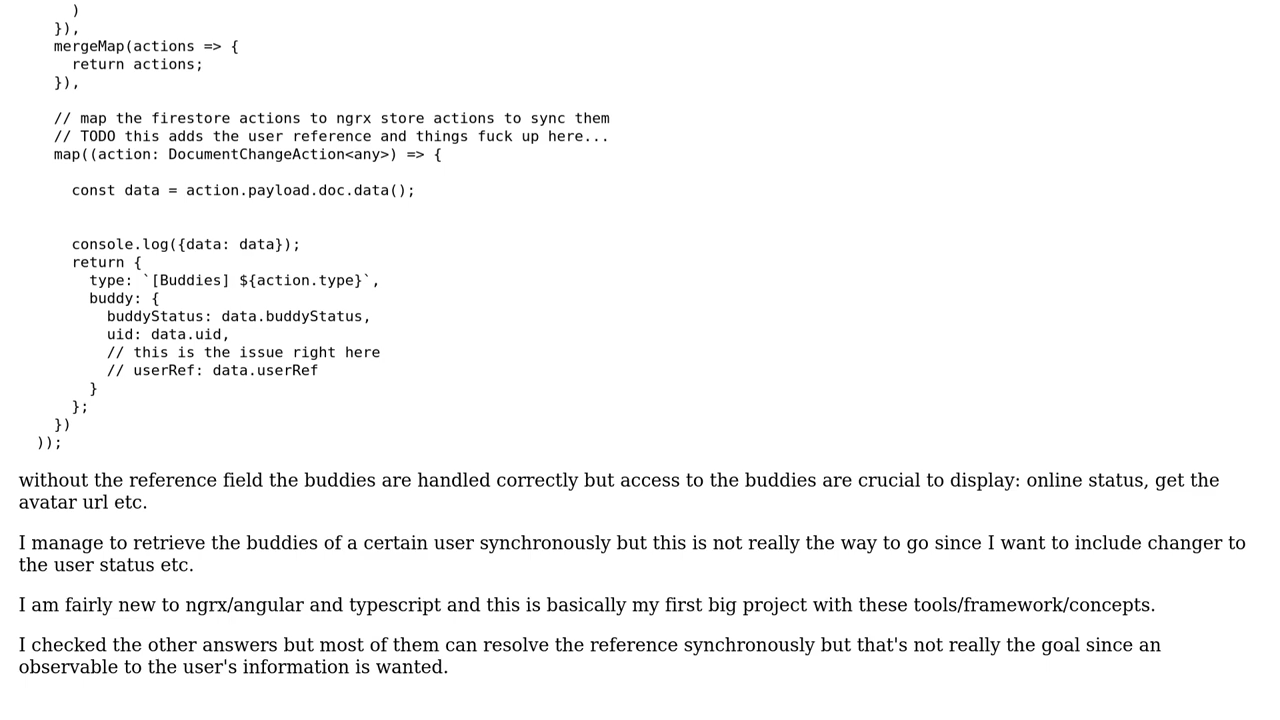 )
}),
mergeMap(actions => {
return actions;
}),
// map the firestore actions to ngrx store actions to sync them
// TODO this adds the user reference and things fuck up here...
map((action: DocumentChangeAction<any>) => {
const data = action.payload.doc.data();
console.log({data: data});
return {
type: `[Buddies] ${action.type}`,
buddy: {
buddyStatus: data.buddyStatus,
uid: data.uid,
// this is the issue right here
// userRef: data.userRef
}
};
})
));
without the reference field the buddies are handled correctly but access to the buddies are crucial to display: online status, get the
avatar url etc.
I manage to retrieve the buddies of a certain user synchronously but this is not really the way to go since I want to include changer to
the user status etc.
I am fairly new to ngrx/angular and typescript and this is basically my first big project with these tools/framework/concepts.
I checked the other answers but most of them can resolve the reference synchronously but that's not really the goal since an
observable to the user's information is wanted.